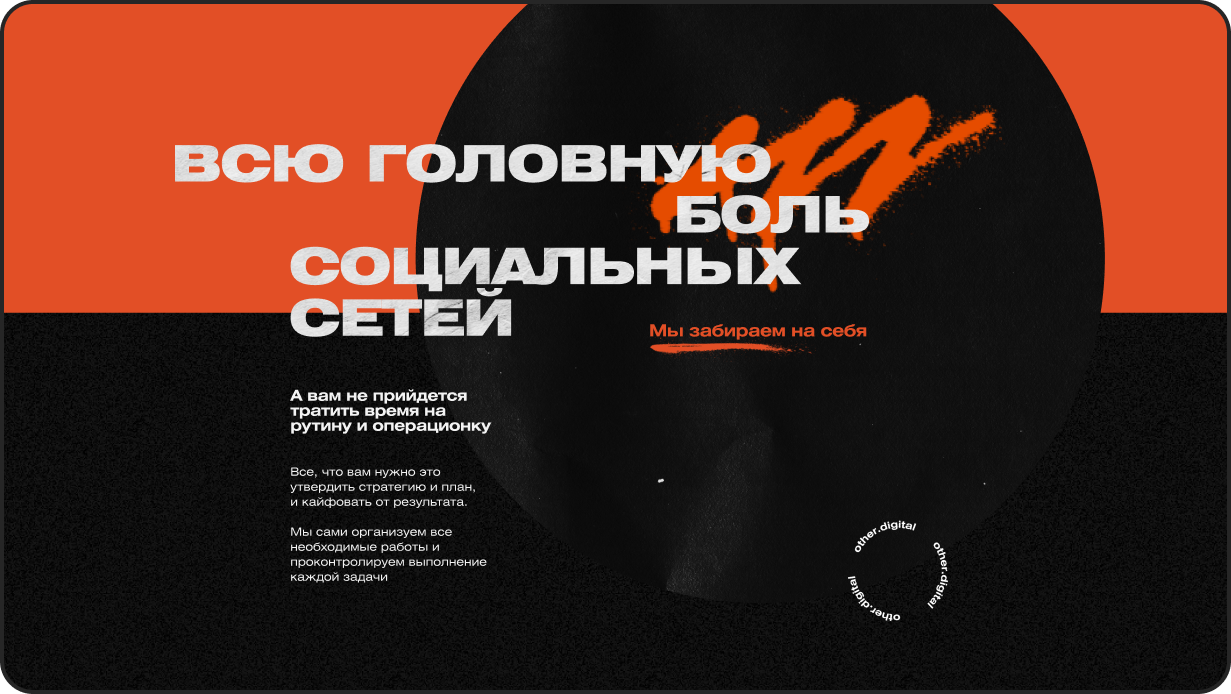 ВСЮ ГОЛОВНУЮ
БОЛЬ
СОЦИАЛЬНЫХ
СЕТЕЙ
Мы забираем на себя
А вам не прийдется
тратить время на
рутину и операционку
Все, что вам нужно это
утвердить стратегию и план,
и кайфовать от результата.
Мы сами организуем все
необходимые работы и
проконтролируем выполнение
каждой задачи
other.digital
other.digital
other.digital